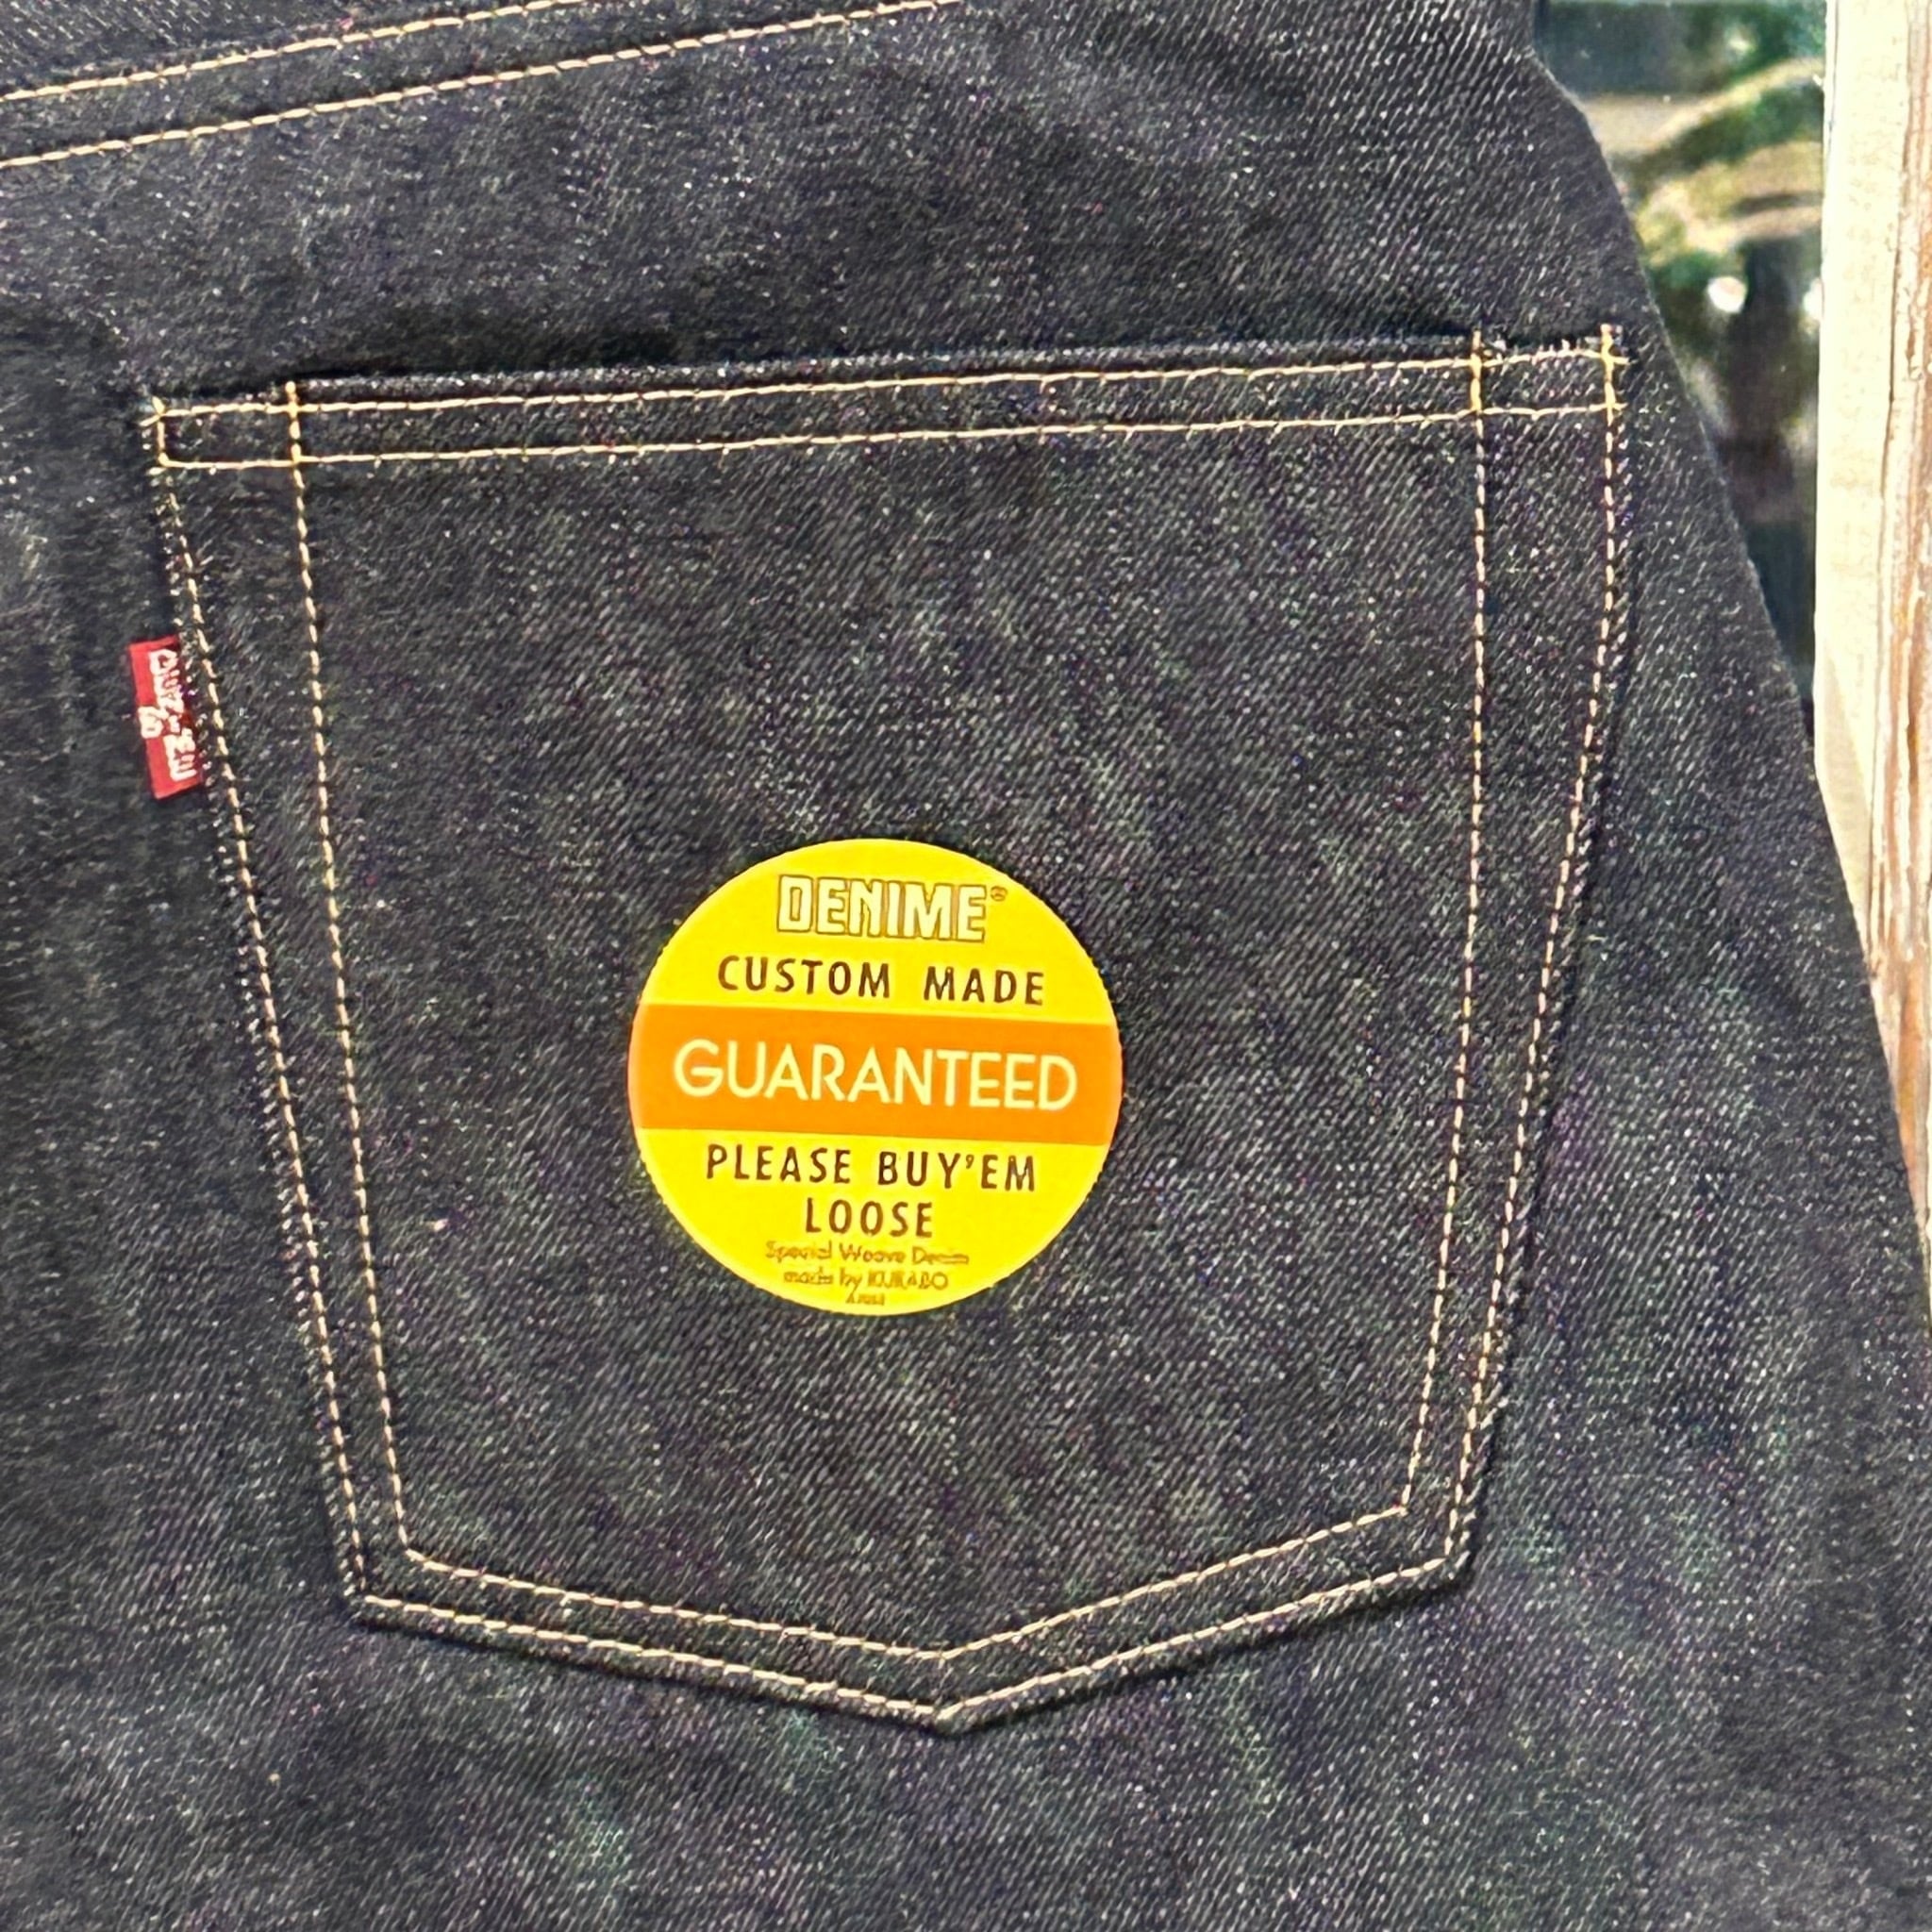 DENIME®
CUSTOM MADE
GUARANTEED
PLEASE BUY'EM
LOOSE
Special Weave Denim
made by KURABO